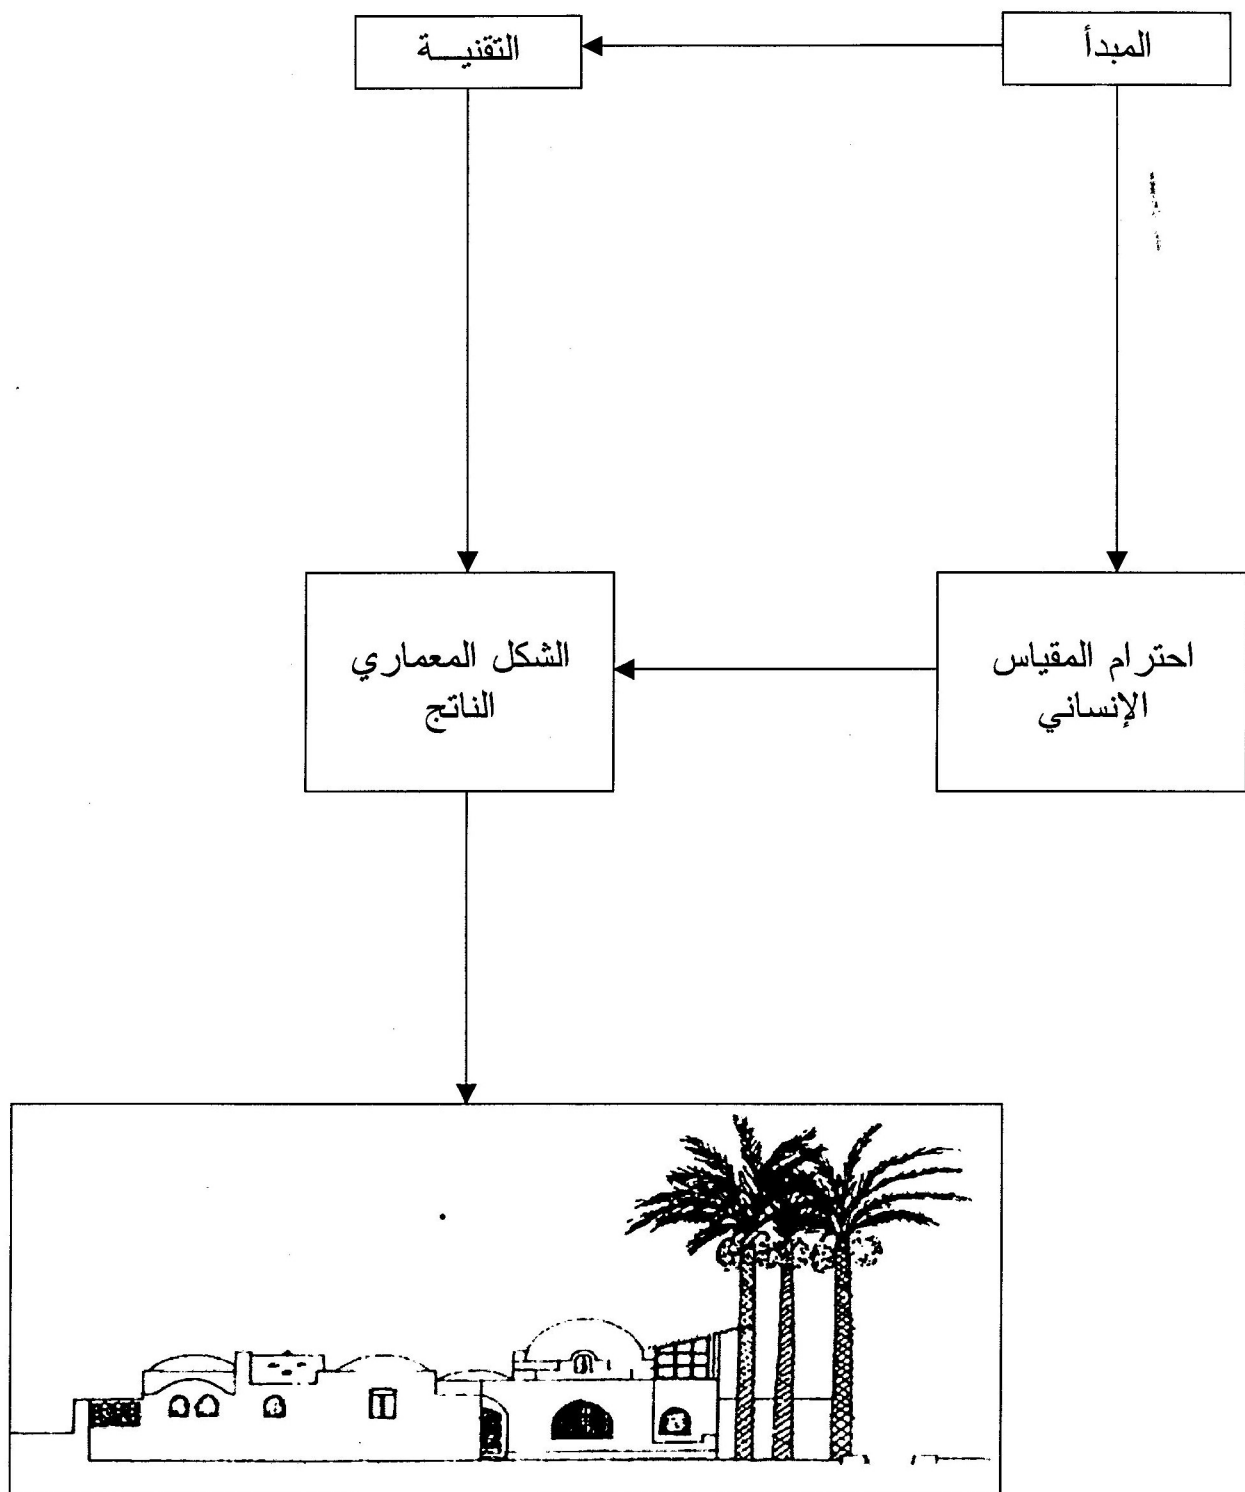 المبدأ
التقنيـــة
احترام المقياس
الإنساني
الشكل المعماري
الناتج